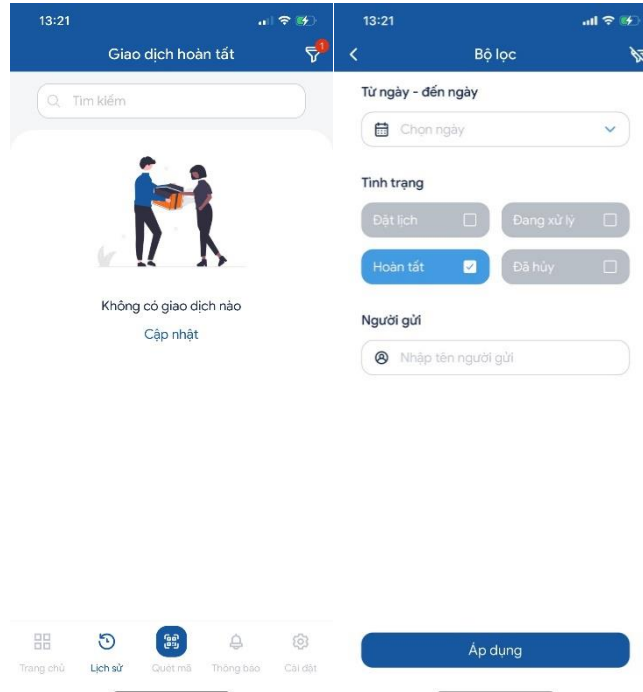 13:21
Giao dịch hoàn tất
1
Tìm kiếm
Không có giao dịch nào
Cập nhật
Trang chủ
Lịch sử
Quét mã
Thông báo
Cài đặt
13:21
Bộ lọc
Từ ngày - đến ngày
Chọn ngày
Tình trạng
Đặt lịch
Đang xử lý
Hoàn tất
Đã hủy
Người gửi
Nhập tên người gửi
Áp dụng